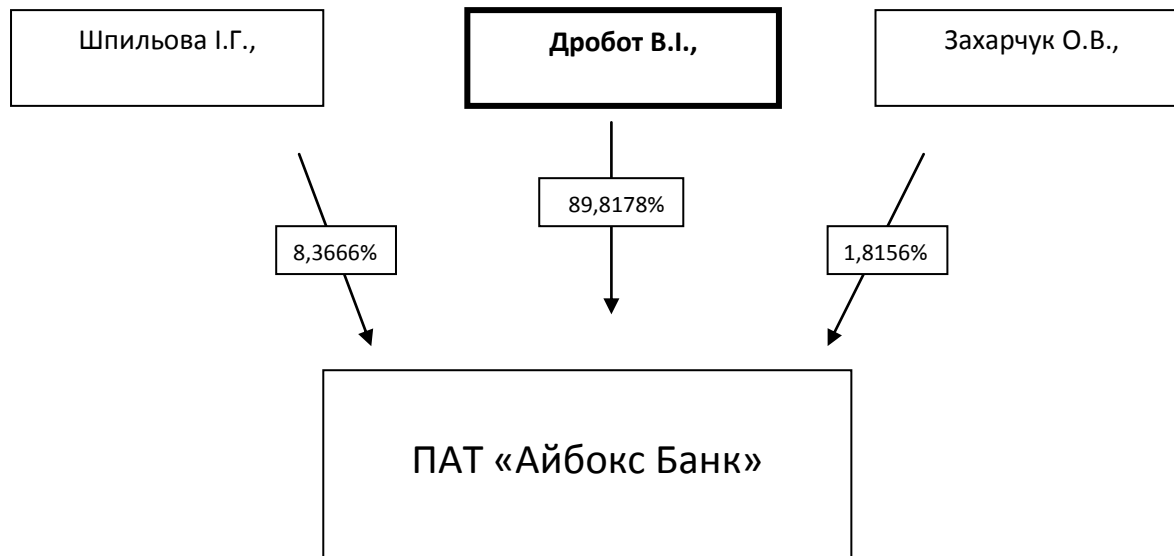 Шпильова І.Г.,
Дробот В.І.,
Захарчук О.В.,
89,8178%
8,3666%
1,8156%
ПАТ «Айбокс Банк»